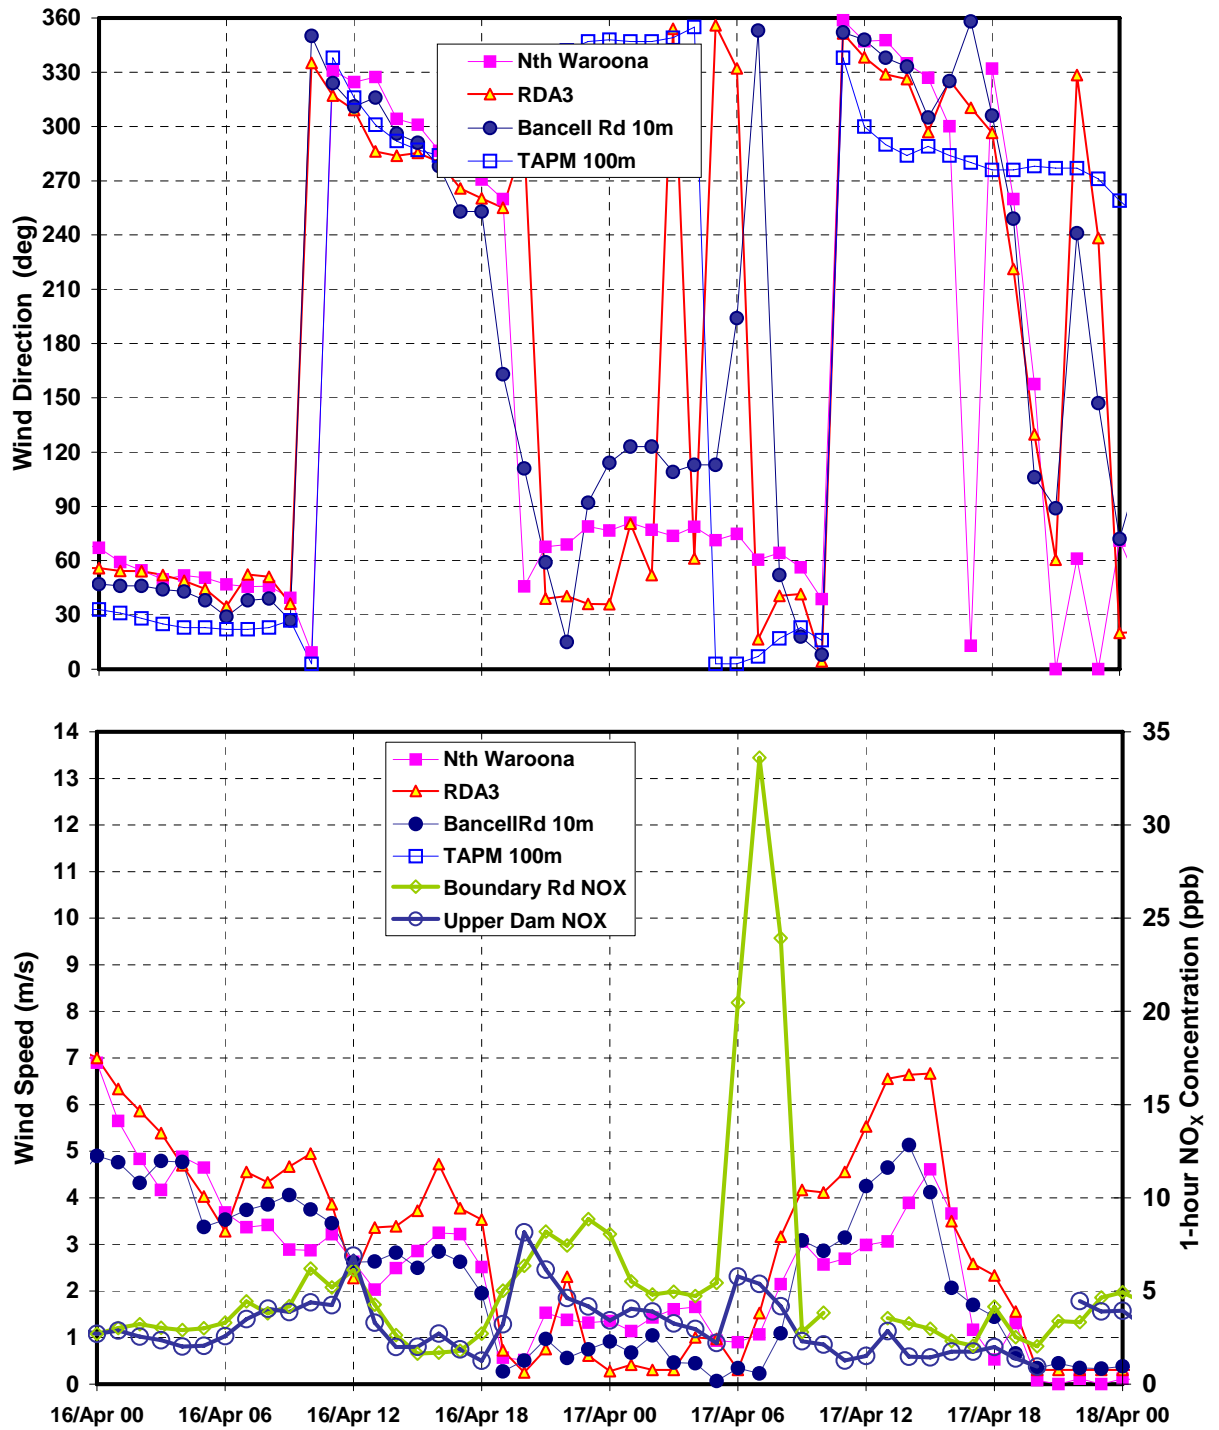 360
330
300
270
240
210
180
150
120
90
60
30
0
Wind Direction (deg)
Nth Waroona
RDA3
Bancell Rd 10m
TAPM 100m
14
13
12
11
10
9
8
7
6
5
4
3
2
1
0
Wind Speed (m/s)
Nth Waroona
RDA3
BancellRd 10m
TAPM 100m
Boundary Rd NOX
Upper Dam NOX
35
30
25
20
15
10
5
0
1-hour NOX Concentration (ppb)
16/Apr 00 16/Apr 06 16/Apr 12 16/Apr 18 17/Apr 00 17/Apr 06 17/Apr 12 17/Apr 18 18/Apr 00